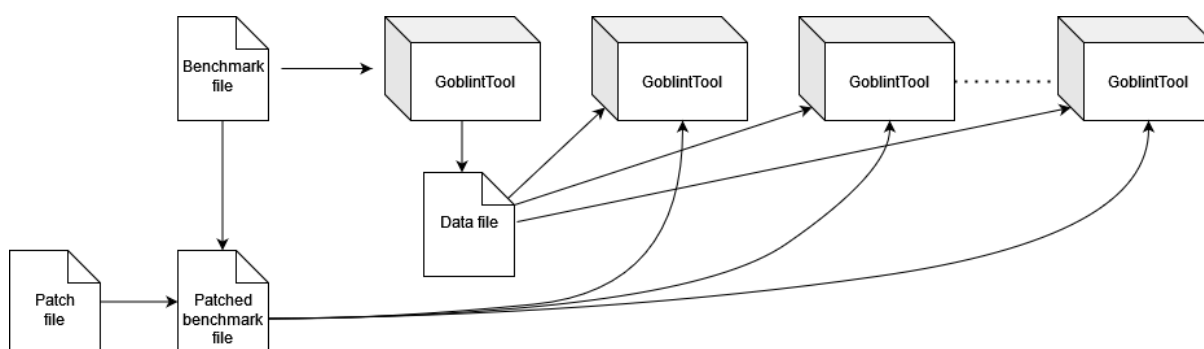 Benchmark
file
GoblintTool
GoblintTool
GoblintTool
GoblintTool
Data file
Patch
file
Patched
benchmark
file